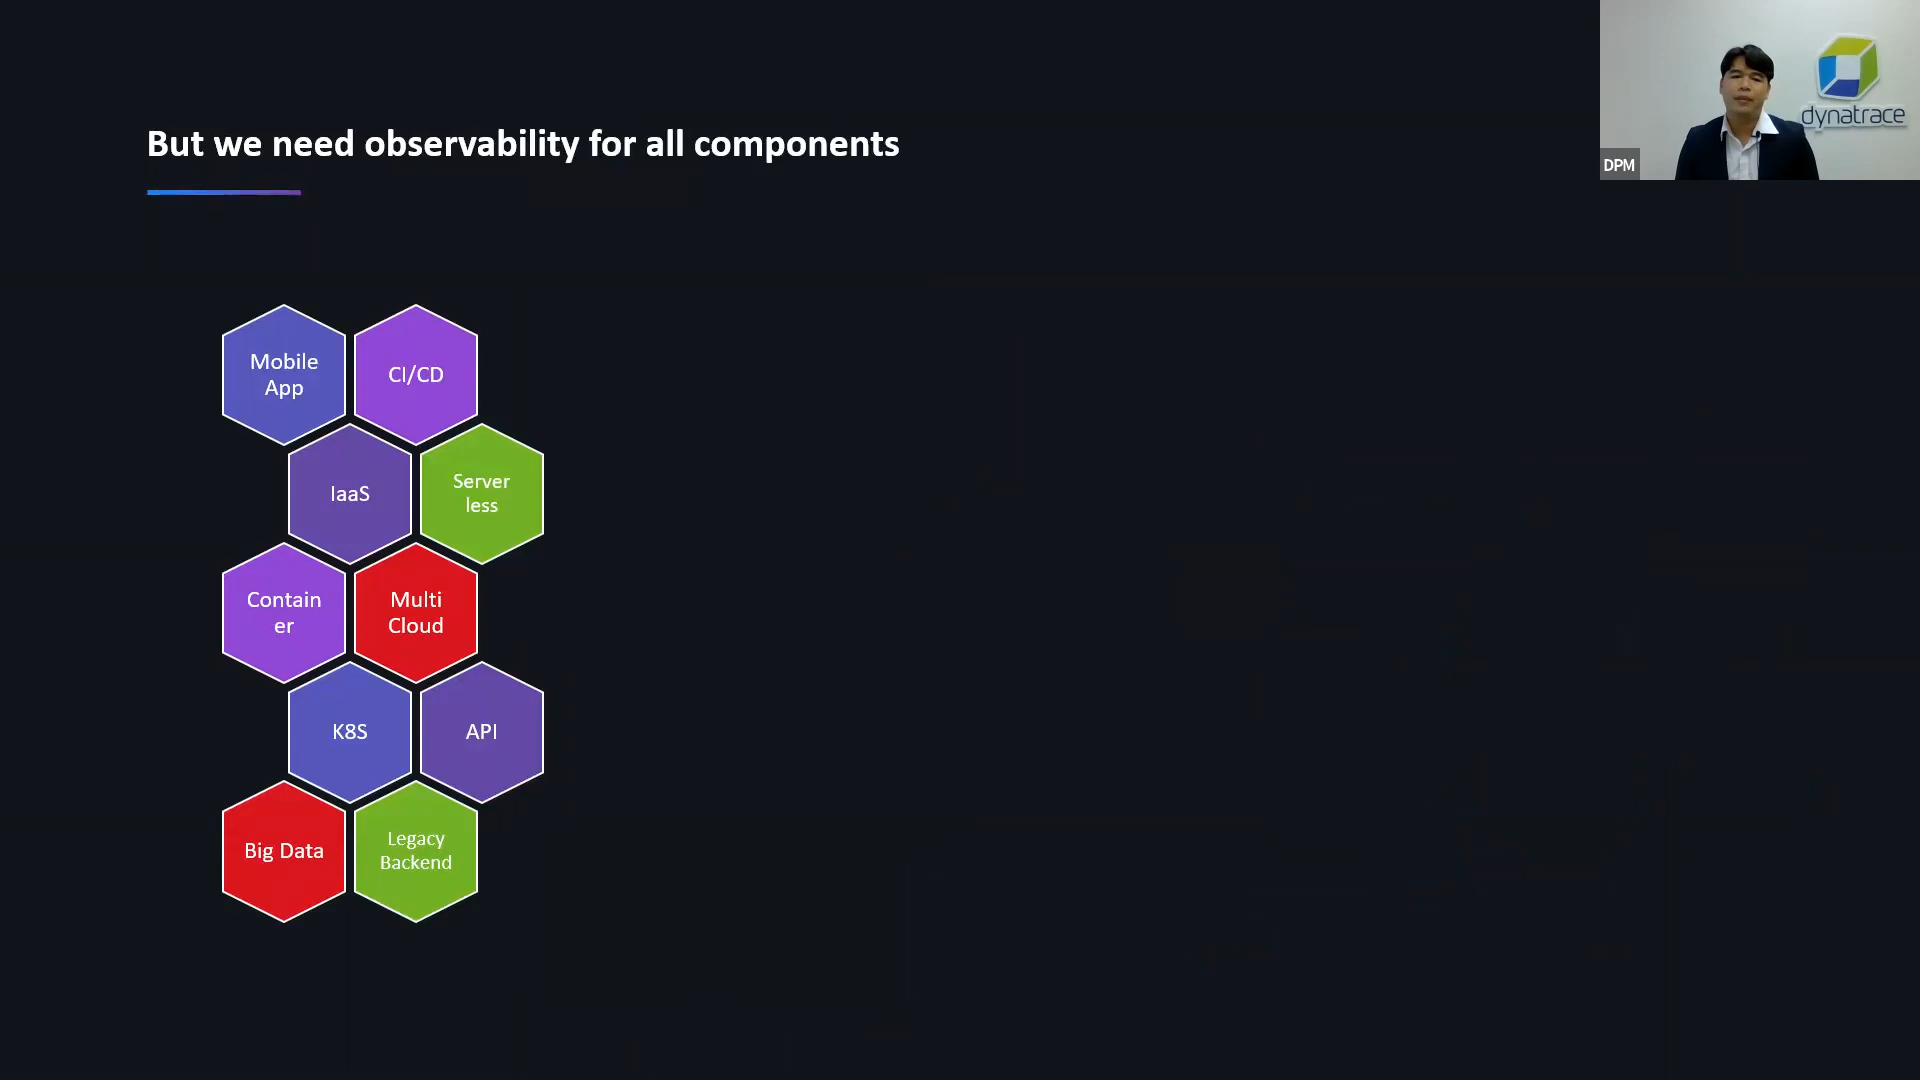 But we need observability for all components
dynatrace
DPM
Mobile
App
CI/CD
IaaS
Server
less
Contain
er
Multi
Cloud
K8S
API
Big Data
Legacy
Backend